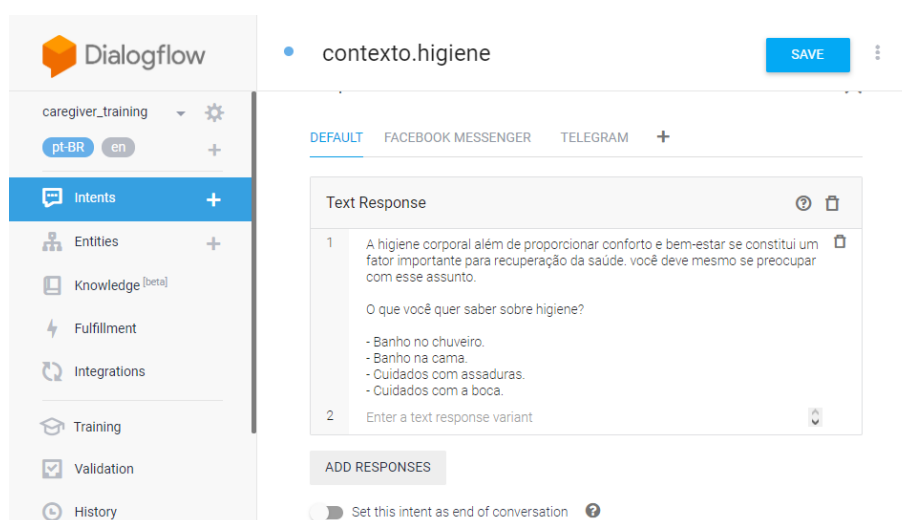 Dialogflow
contexto.higiene
SAVE
caregiver_training
pt-BR en
Intents
Entities
Knowledge [beta]
Fulfillment
Integrations
Training
Validation
History
DEFAULT FACEBOOK MESSENGER TELEGRAM
Text Response
1
A higiene corporal além de proporcionar conforto e bem-estar se constitui um
fator importante para recuperação da saúde. você deve mesmo se preocupar
com esse assunto.
O que você quer saber sobre higiene?
- Banho no chuveiro.
- Banho na cama.
- Cuidados com assaduras.
- Cuidados com a boca.
2 Enter a text response variant
ADD RESPONSES
Set this intent as end of conversation